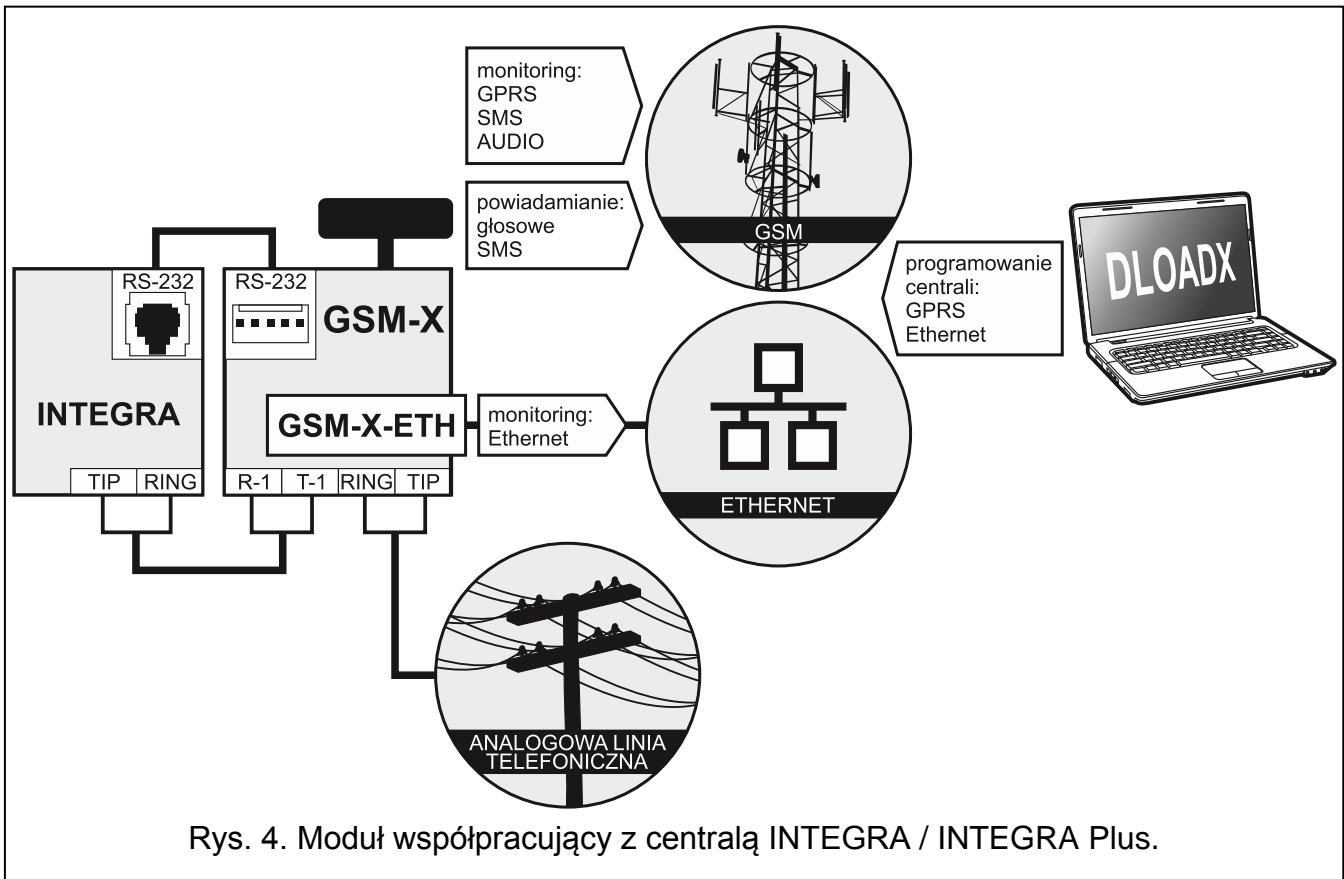 monitoring:
GPRS
SMS
AUDIO
powiadamianie:
głosowe
SMS
GSM
programowanie
centrali:
GPRS
Ethernet
DLOADX
RS-232
RS-232
GSM-X
INTEGRA
GSM-X-ETH
monitoring:
Ethernet
TIP RING
R-1 T-1 RING TIP
ETHERNET
ANALOGOWA LINIA
TELEFONICZNA
Rys. 4. Moduł współpracujący z centralą INTEGRA / INTEGRA Plus.